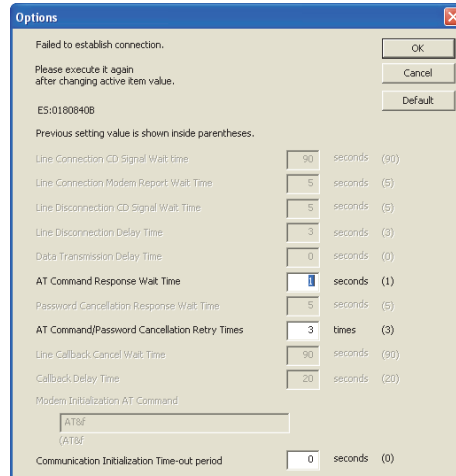 Options
Failed to establish connection.
OK
Please execute it again
after changing active item value.
Cancel
Default
ES:0180840B
Previous setting value is shown inside parentheses.
Line Connection CD Signal Wait time 90 seconds (90)
Line Connection Modem Report Wait Time 5 seconds (5)
Line Disconnection CD Signal Wait Time 5 seconds (5)
Line Disconnection Delay Time 3 seconds (3)
Data Transmission Delay Time 0 seconds (0)
AT Command Response Wait Time 1 seconds (1)
Password Cancellation Response Wait Time 5 seconds (5)
AT Command/Password Cancellation Retry Times 3 times (3)
Line Callback Cancel Wait Time 90 seconds (90)
Callback Delay Time 20 seconds (20)
Modem Initialization AT Command
AT&f
(AT&f
Communication Initialization Time-out period 0 seconds (0)